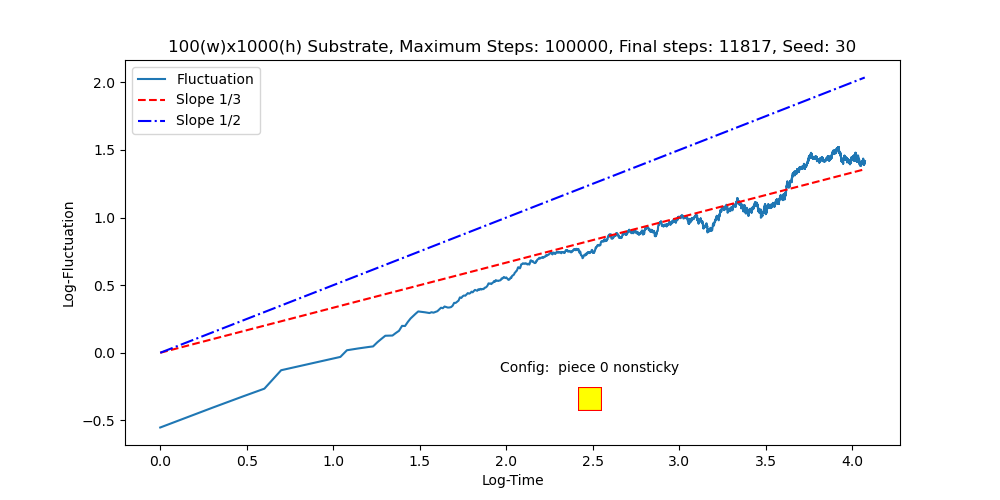 100(w)x1000(h) Substrate, Maximum Steps: 100000, Final steps: 11817, Seed: 30
Fluctuation
Slope 1/3
Slope 1/2
2.0
1.5
1.0
0.5
0.0
−0.5
Log-Fluctuation
Config:  piece 0 nonsticky
0.0 0.5 1.0 1.5 2.0 2.5 3.0 3.5 4.0
Log-Time